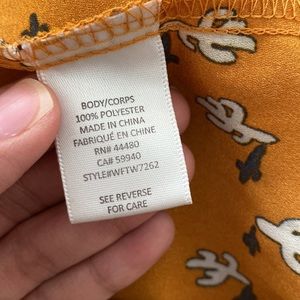 BODY/CORPS
100% POLYESTER
MADE IN CHINA
FABRIQUÉ EN CHINE
RN# 44480
CA# 59940
STYLE#WFTW7262
SEE REVERSE
FOR CARE